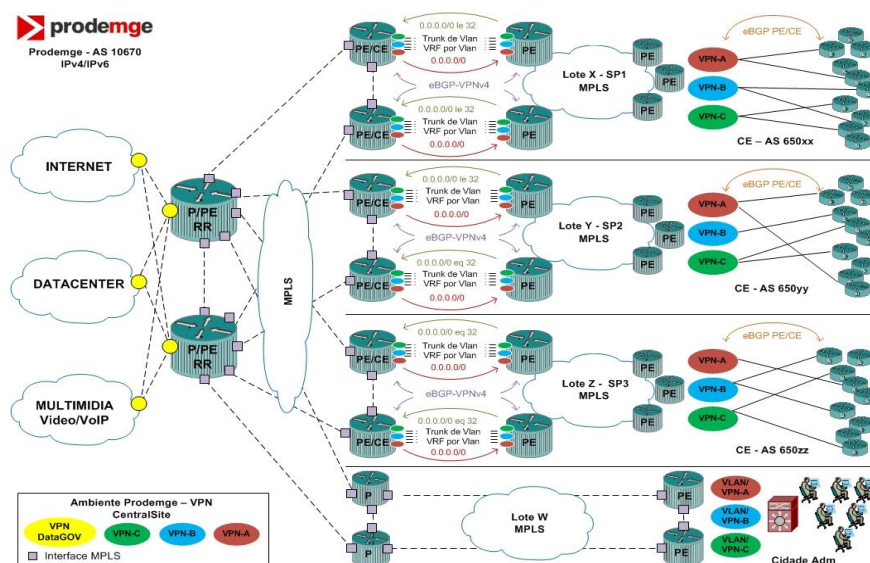 prodemge
Prodemge - AS 10670
IPv4/IPv6
INTERNET
DATACENTER
MULTIMIDIA
Video/VoIP
P/PE
RR
P/PE
RR
MPLS
PE/CE
0.0.0.0/0 le 32
Trunk de Vlan
VRF por Vlan
0.0.0.0/0
PE
eBGP-VPNv4
PE/CE
0.0.0.0/0 le 32
Trunk de Vlan
VRF por Vlan
0.0.0.0/0
PE
Lote X - SP1
MPLS
PE
PE
PE
eBGP PE/CE
VPN-A
VPN-B
VPN-C
CE – AS 650xx
PE/CE
0.0.0.0/0 eq 32
Trunk de Vlan
VRF por Vlan
0.0.0.0/0
PE
eBGP-VPNv4
PE/CE
0.0.0.0/0 eq 32
Trunk de Vlan
VRF por Vlan
0.0.0.0/0
PE
Lote Y - SP2
MPLS
PE
PE
PE
eBGP PE/CE
VPN-A
VPN-B
VPN-C
CE - AS 650yy
PE/CE
0.0.0.0/0 eq 32
Trunk de Vlan
VRF por Vlan
0.0.0.0/0
PE
eBGP-VPNv4
PE/CE
0.0.0.0/0 eq 32
Trunk de Vlan
VRF por Vlan
0.0.0.0/0
PE
Lote Z - SP3
MPLS
PE
PE
PE
eBGP PE/CE
VPN-A
VPN-B
VPN-C
CE - AS 650zz
P
P
Lote W
MPLS
PE
PE
VLAN/
VPN-A
VLAN/
VPN-B
VLAN/
VPN-C
Cidade Adm
Ambiente Prodemge – VPN
CentralSite
VPN
DataGOV
VPN-C
VPN-B
VPN-A
Interface MPLS